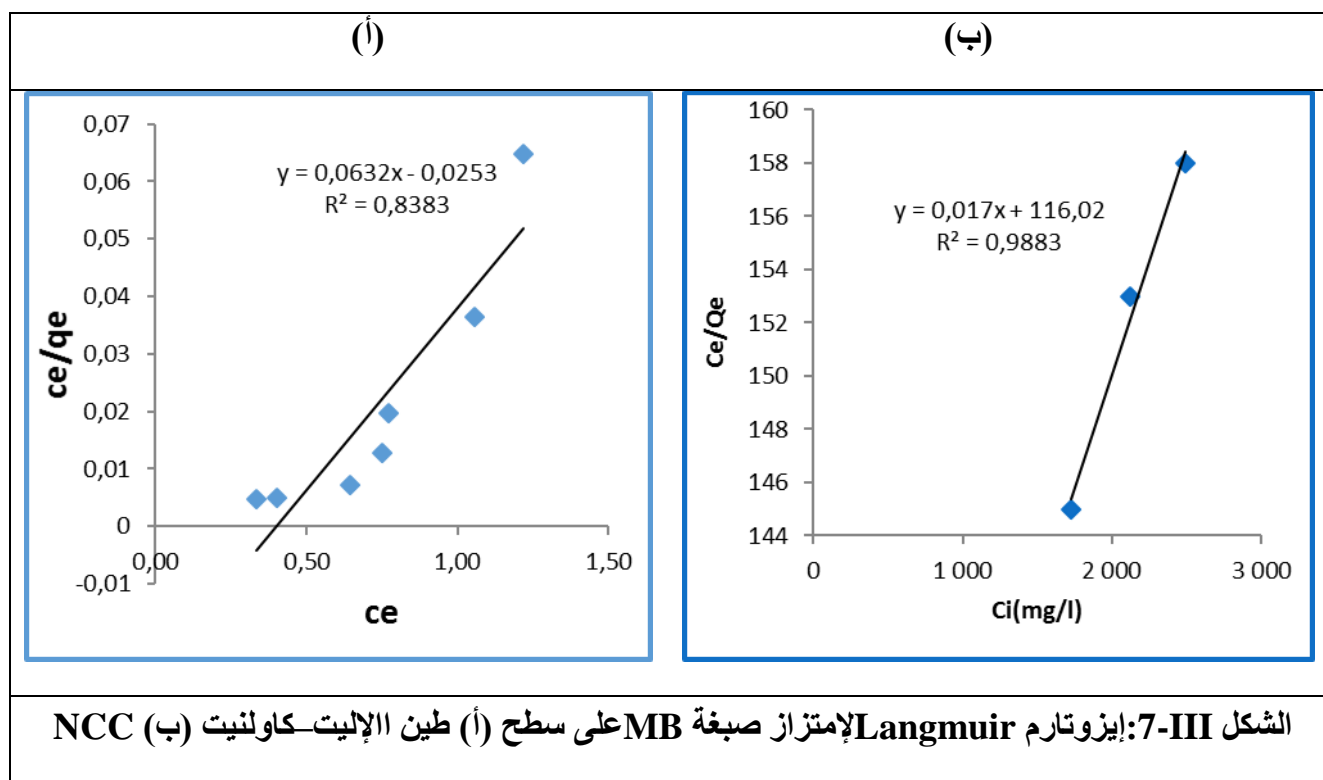 (أ)
(ب)
0,07
0,06
0,05
0,04
0,03
0,02
0,01
0
-0,01
0,00
0,50
1,00
1,50
ce/qe
ce
y = 0,0632x - 0,0253
R² = 0,8383
160
158
156
154
152
150
148
146
144
0
1 000
2 000
3 000
Ce/Qe
Ci(mg/l)
y = 0,017x + 116,02
R² = 0,9883
الشكل 7-III:إيزوتارم Langmuirلإمتزاز صبغة MBعلى سطح (أ) طين االإليت–كاولنيت (ب) NCC